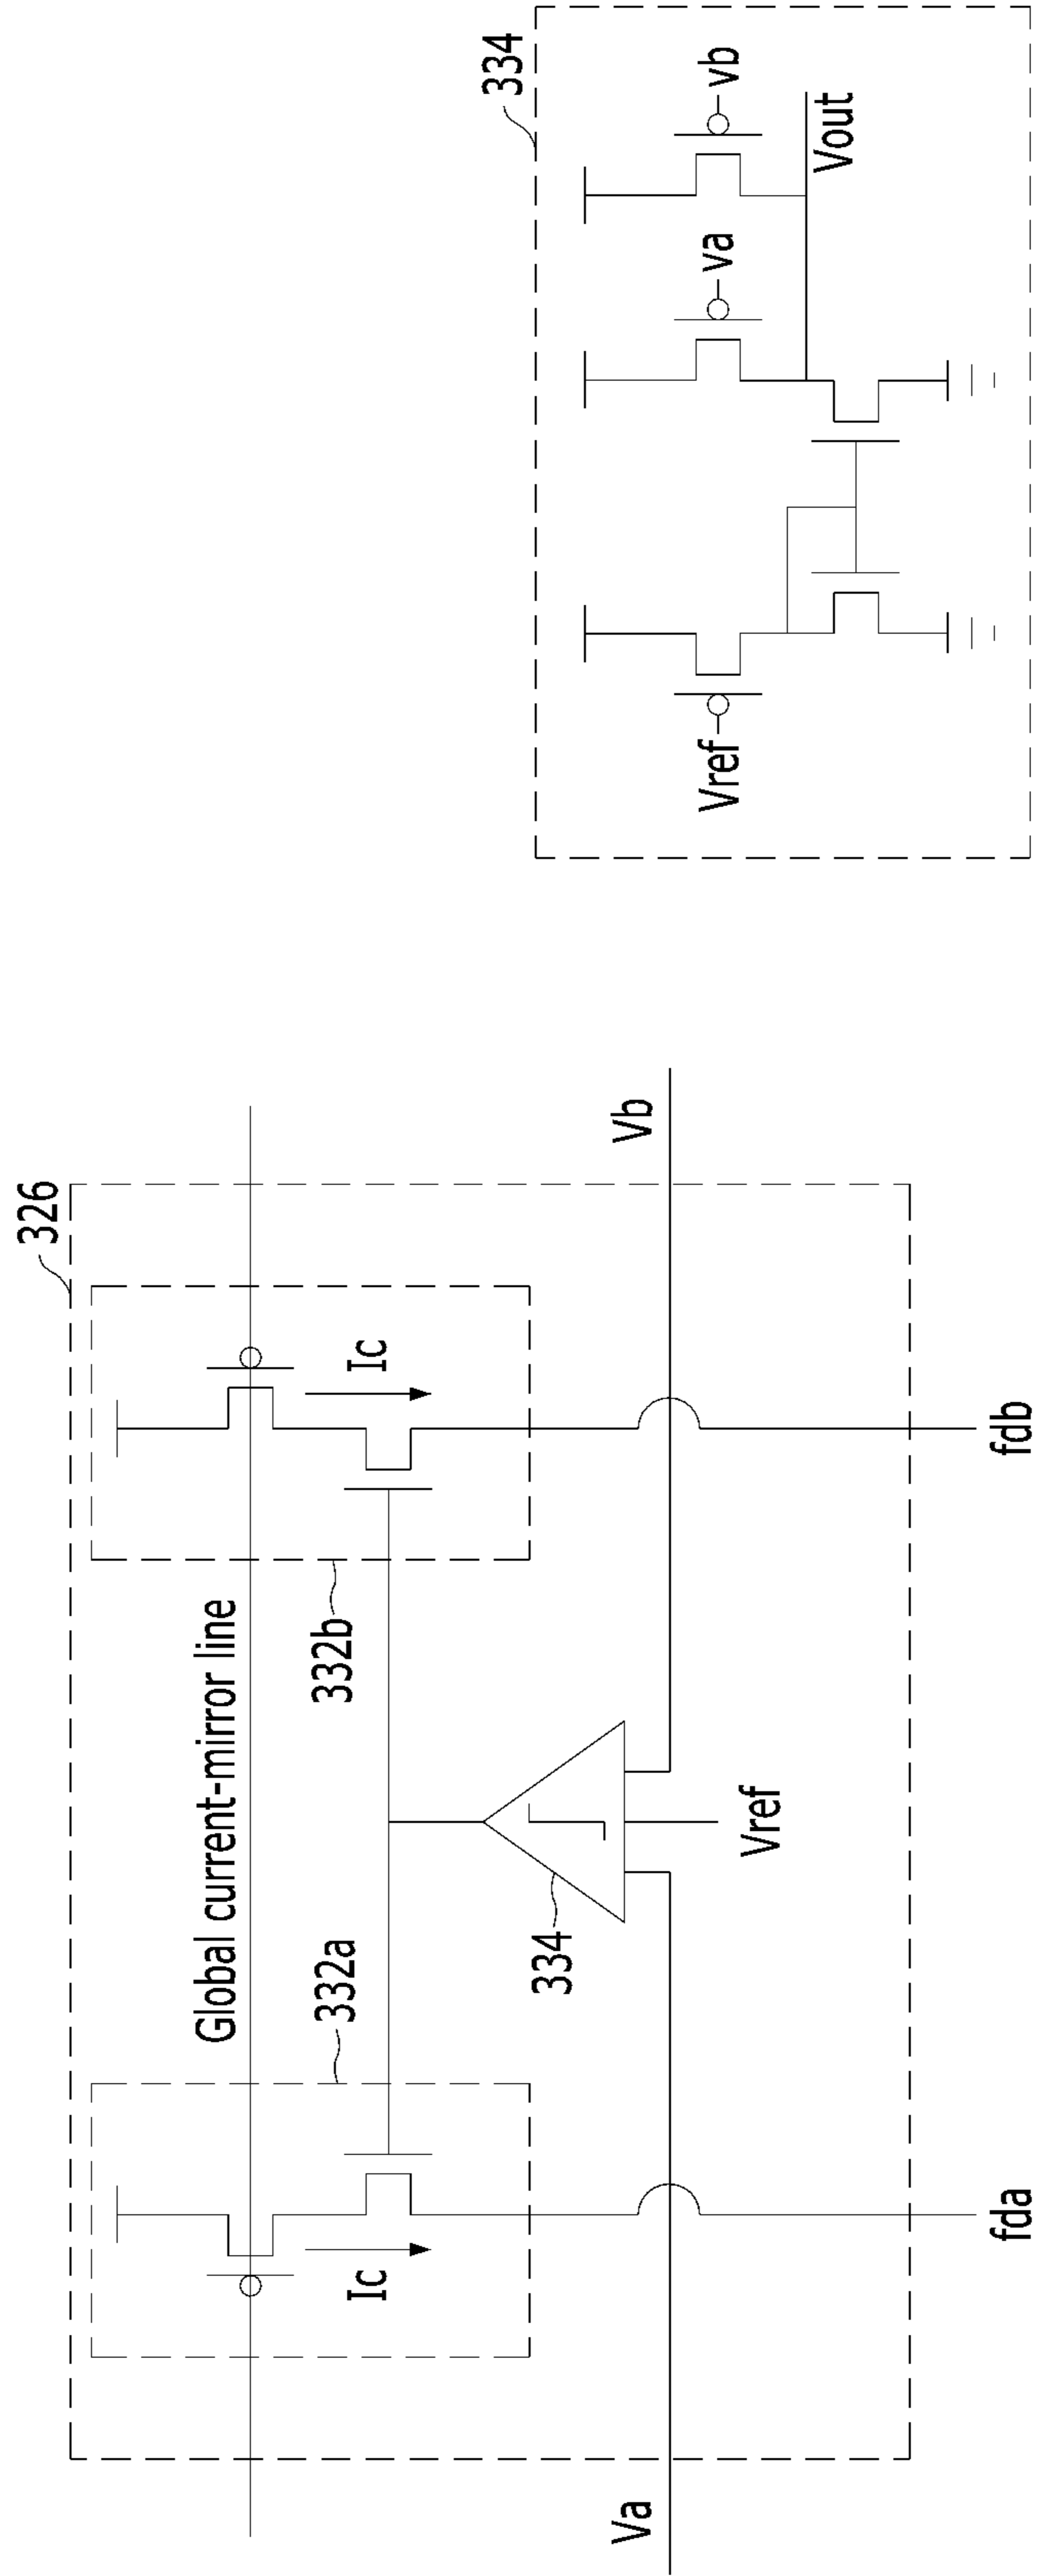 326
Global current-mirror line
332a
332b
Ic
Ic
334
Va
Vb
Vref
fda
fdb
334
Vref
va
vb
Vout